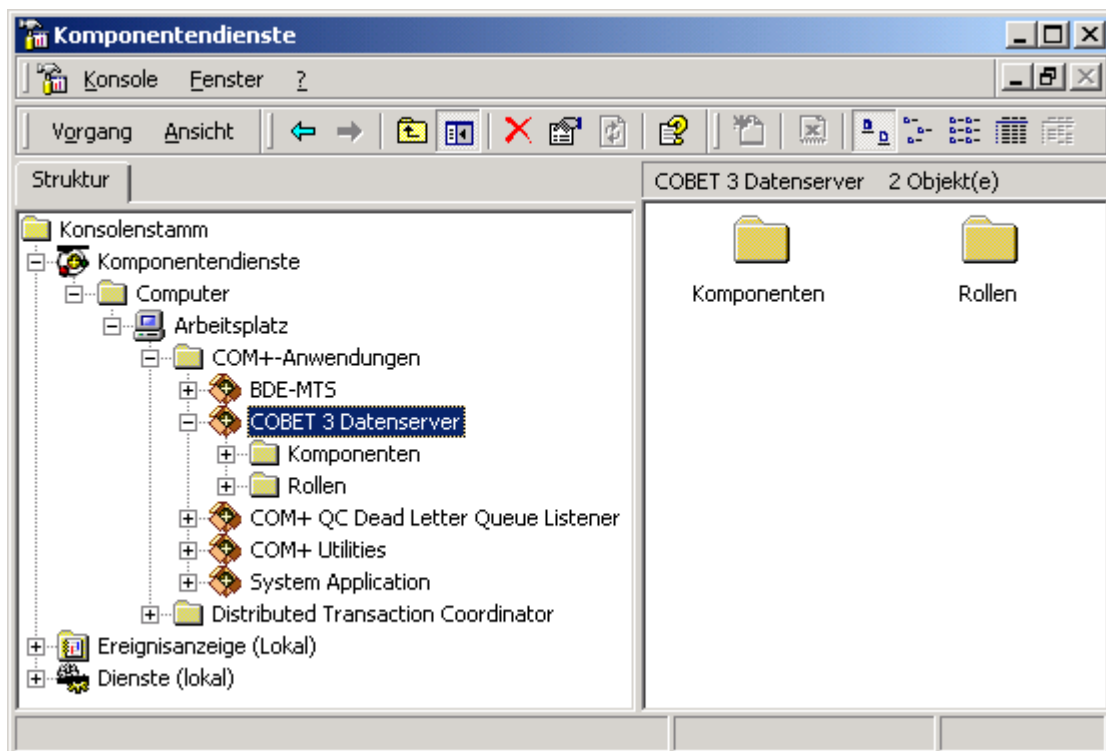 Komponentendienste
Konsole Fenster ?
Vorgang Ansicht
Struktur
COBET 3 Datenserver 2 Objekt(e)
Konsolenstamm
Komponentendienste
Computer
Arbeitsplatz
COM+-Anwendungen
BDE-MTS
COBET 3 Datenserver
Komponenten
Rollen
COM+ QC Dead Letter Queue Listener
COM+ Utilities
System Application
Distributed Transaction Coordinator
Ereignisanzeige (Lokal)
Dienste (lokal)
Komponenten Rollen